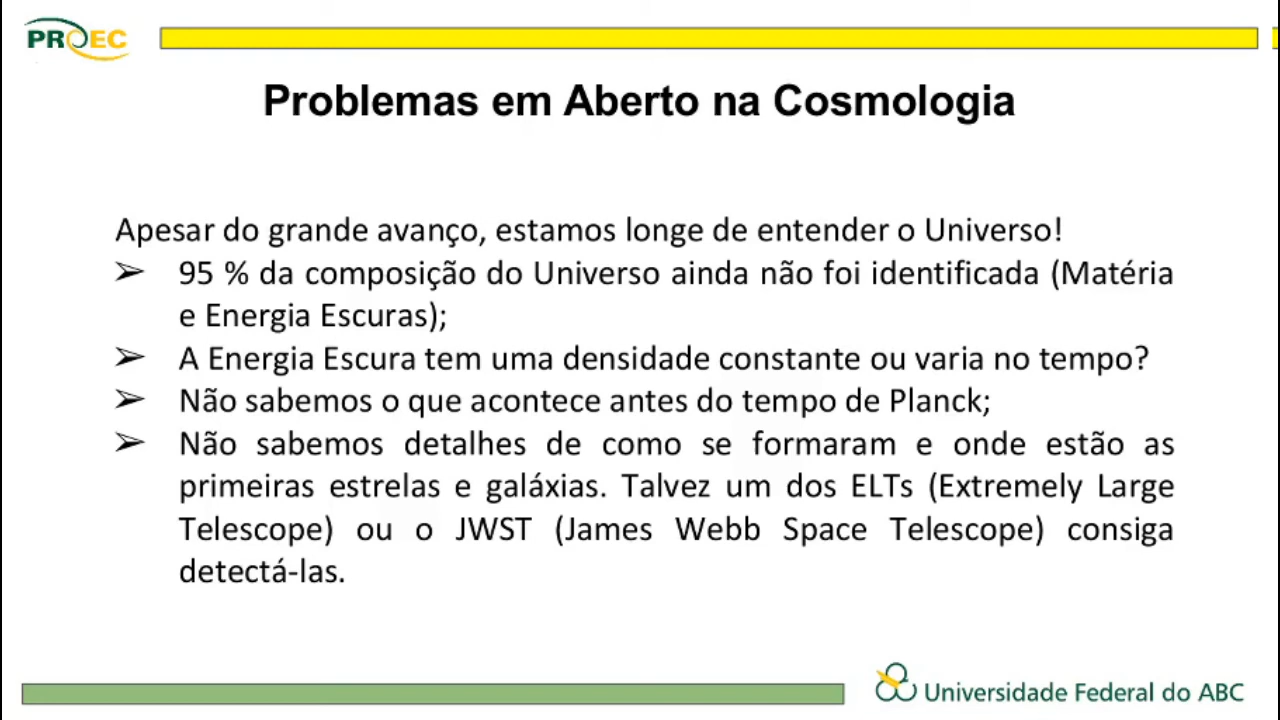 PROEC
Problemas em Aberto na Cosmologia
Apesar do grande avanço, estamos longe de entender o Universo!
➢ 95 % da composição do Universo ainda não foi identificada (Matéria
e Energia Escuras);
➢ A Energia Escura tem uma densidade constante ou varia no tempo?
➢ Não sabemos o que acontece antes do tempo de Planck;
➢ Não sabemos detalhes de como se formaram e onde estão as
primeiras estrelas e galáxias. Talvez um dos ELTs (Extremely Large
Telescope) ou o JWST (James Webb Space Telescope) consiga
detectá-las.
Universidade Federal do ABC